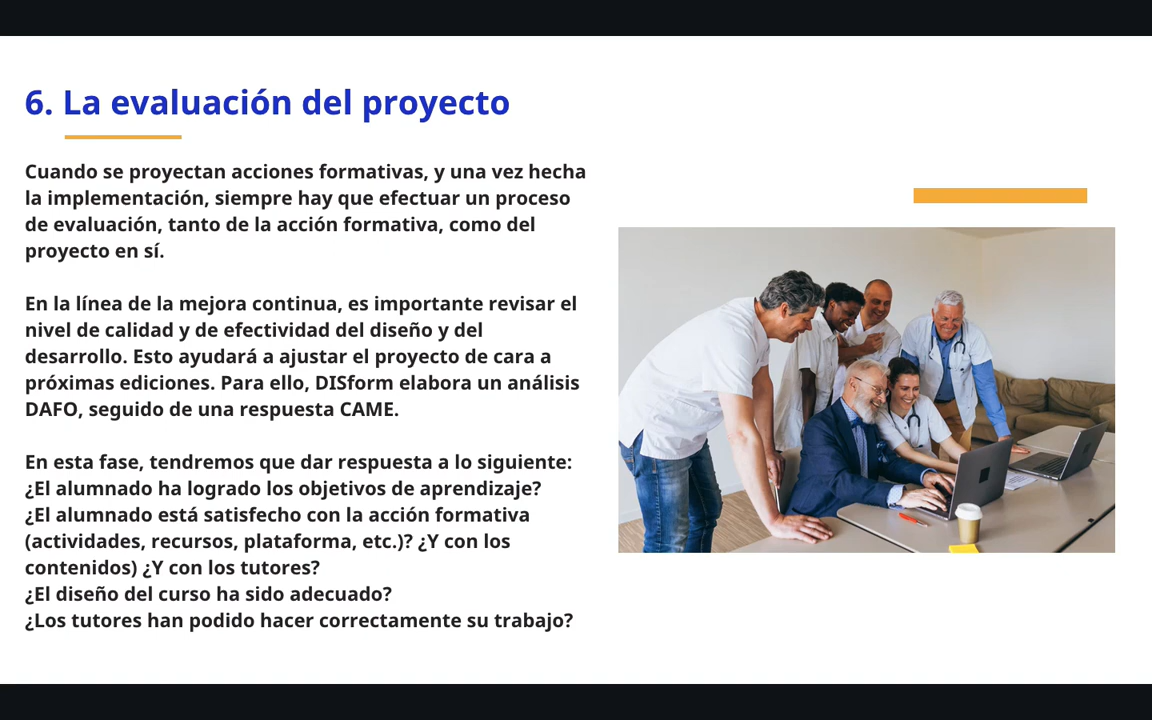 6. La evaluación del proyecto
Cuando se proyectan acciones formativas, y una vez hecha
la implementación, siempre hay que efectuar un proceso
de evaluación, tanto de la acción formativa, como del
proyecto en sí.
En la línea de la mejora continua, es importante revisar el
nivel de calidad y de efectividad del diseño y del
desarrollo. Esto ayudará a ajustar el proyecto de cara a
próximas ediciones. Para ello, DISform elabora un análisis
DAFO, seguido de una respuesta CAME.
En esta fase, tendremos que dar respuesta a lo siguiente:
¿El alumnado ha logrado los objetivos de aprendizaje?
¿El alumnado está satisfecho con la acción formativa
(actividades, recursos, plataforma, etc.)? ¿Y con los
contenidos) ¿Y con los tutores?
¿El diseño del curso ha sido adecuado?
¿Los tutores han podido hacer correctamente su trabajo?